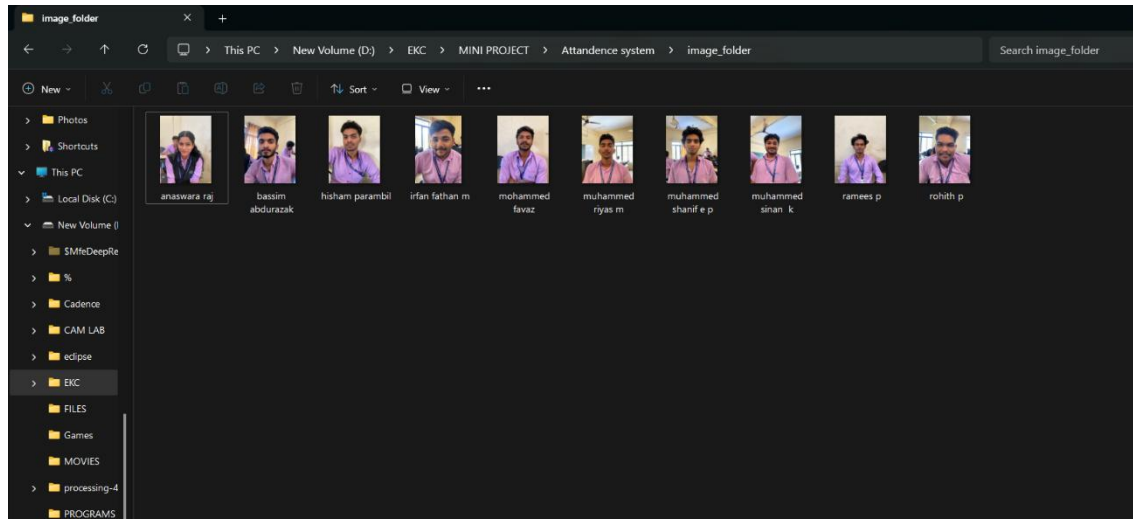 image_folder
This PC > New Volume (D:) > EKC > MINI PROJECT > Attandence system > image_folder
Search image_folder
New
Sort
View
Photos
Shortcuts
This PC
Local Disk (C:)
New Volume (
$MfeDeepRe
%
Cadence
CAM LAB
eclipse
EKC
FILES
Games
MOVIES
processing-4
PROGRAMS
anaswara raj
bassim
abdurazak
hisham parambil
irfan fathan m
mohammed
favaz
muhammed
riyas m
muhammed
shanif e p
muhammed
sinan k
ramees p
rohith p